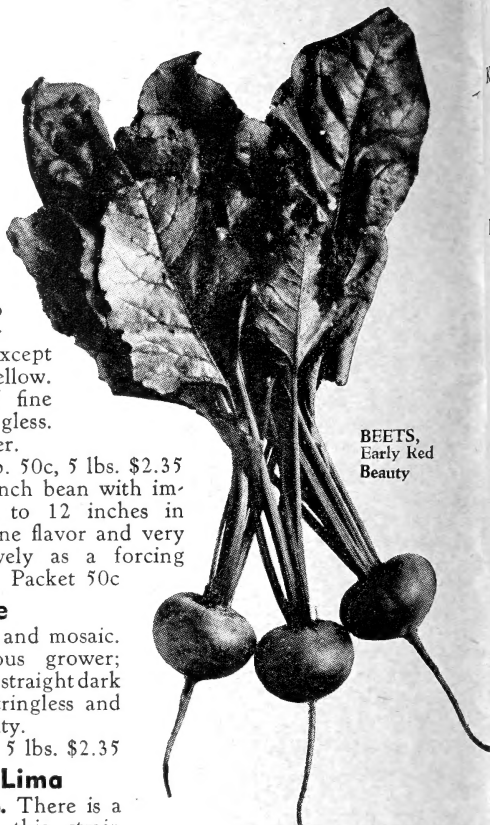 xcept
ellow.
fine
gless.
er.
. 50c, 5 lbs. $2.35
nch bean with im-
to 12 inches in
ne flavor and very
vely as a forcing
Packet 50c
e
and mosaic.
ous grower;
straight dark
tringless and
ty.
5 lbs. $2.35
Lima
. There is a
BEETS,
Early Red
Beauty